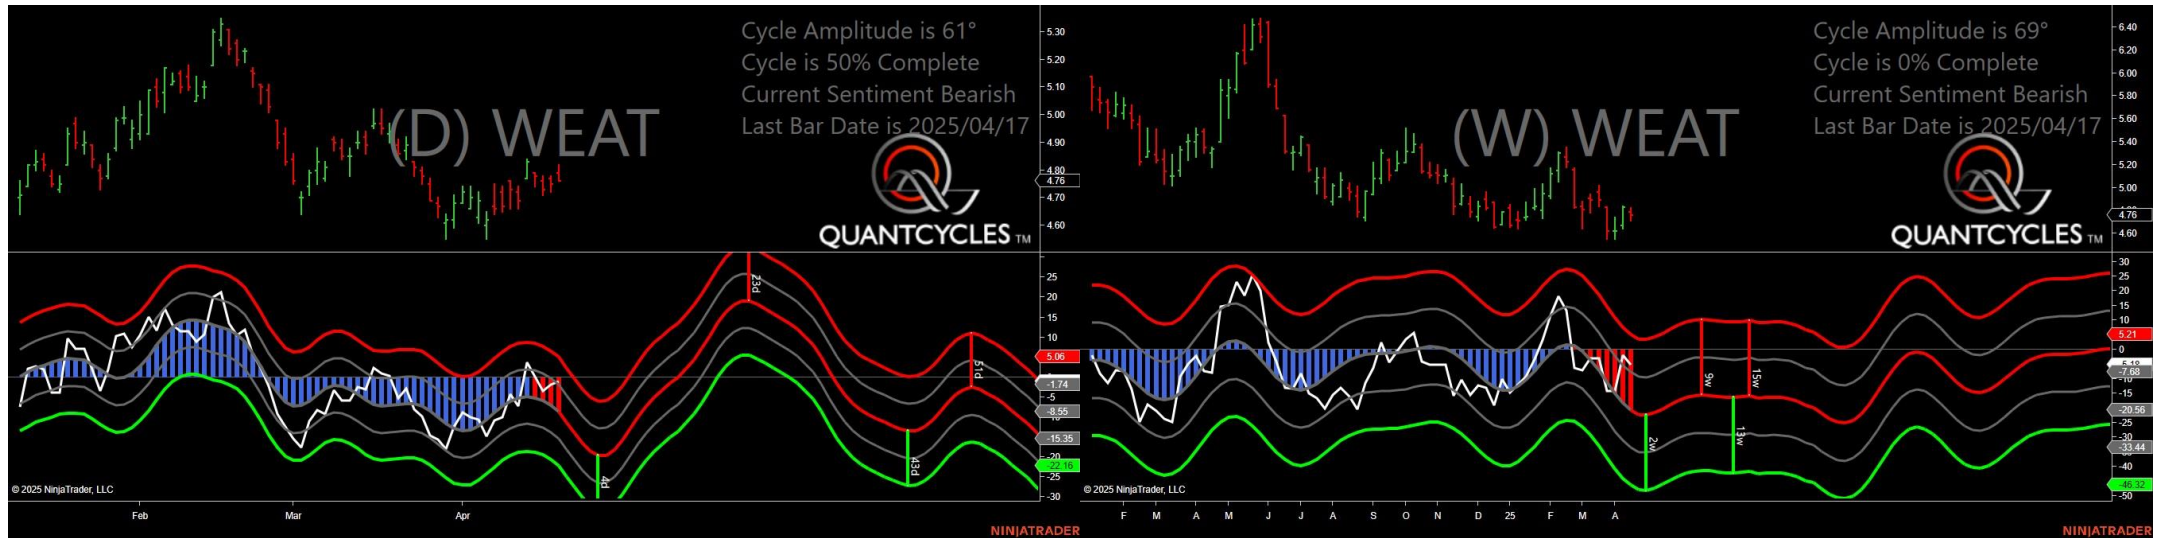 Cycle Amplitude is 61°
Cycle is 50% Complete
Current Sentiment Bearish
Last Bar Date is 2025/04/17
(D) WEAT
QUANTCYCLES TM
5.30
5.20
5.10
5.00
4.90
4.80
4.76
4.70
4.60
23d
51d
43d
4d
25
20
15
10
5.06
-1.74
-5
-8.55
-15.35
-20
-22.16
-25
-30
© 2025 NinjaTrader, LLC
Feb Mar Apr
NINJATRADER
Cycle Amplitude is 69°
Cycle is 0% Complete
Current Sentiment Bearish
Last Bar Date is 2025/04/17
(W) WEAT
QUANTCYCLES TM
6.40
6.20
6.00
5.80
5.60
5.40
5.20
5.00
4.76
4.60
9w
15w
2w
13w
30
25
20
15
10
5.21
0
-7.68
-10
-15
-20.56
-25
-30
-33.44
-40
-46.32
-50
© 2025 NinjaTrader, LLC
F M A M J J A S O N D 25 F M A
NINJATRADER